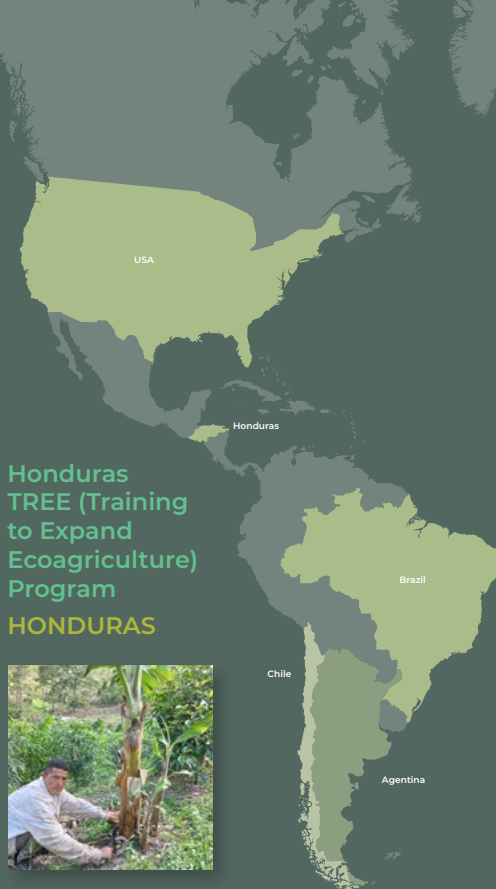 USA
Honduras
Honduras
TREE (Training
to Expand
Ecoagriculture)
Program
HONDURAS
Brazil
Chile
Agentina